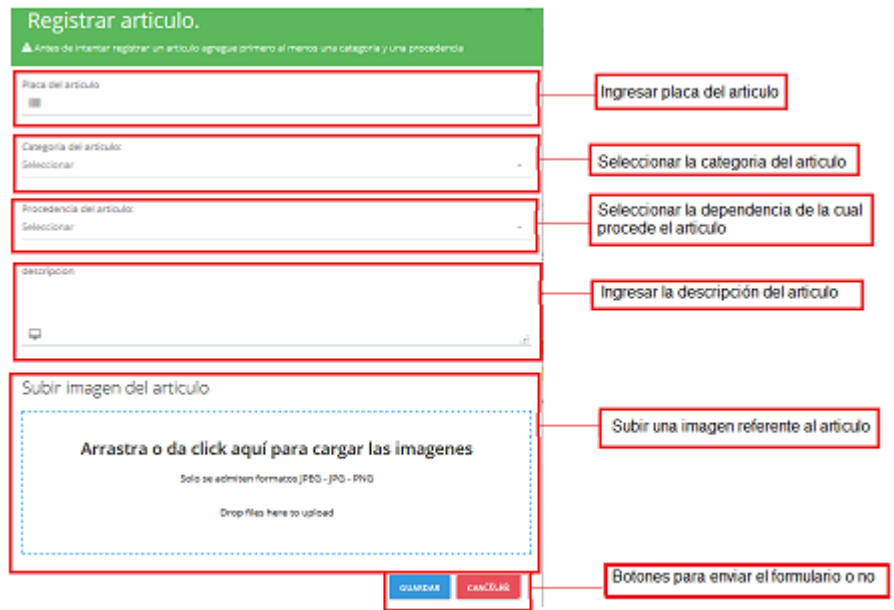 Registrar articulo.
Antes de intentar registrar un articulo agregue primero al menos una categoria y una procedencia
Placa del articulo
Ingresar placa del articulo
Categoria del articulo:
Seleccionar
Seleccionar la categoria del articulo
Procedencia del articulo:
Seleccionar
Seleccionar la dependencia de la cual
procede el articulo
descripcion
Ingresar la descripción del articulo
Subir imagen del articulo
Arrastra o da click aquí para cargar las imagenes
Solo se admiten formatos JPEG - JPG - PNG
Drop files here to upload
Subir una imagen referente al articulo
GUARDAR
CANCELAR
Botones para enviar el formulario o no